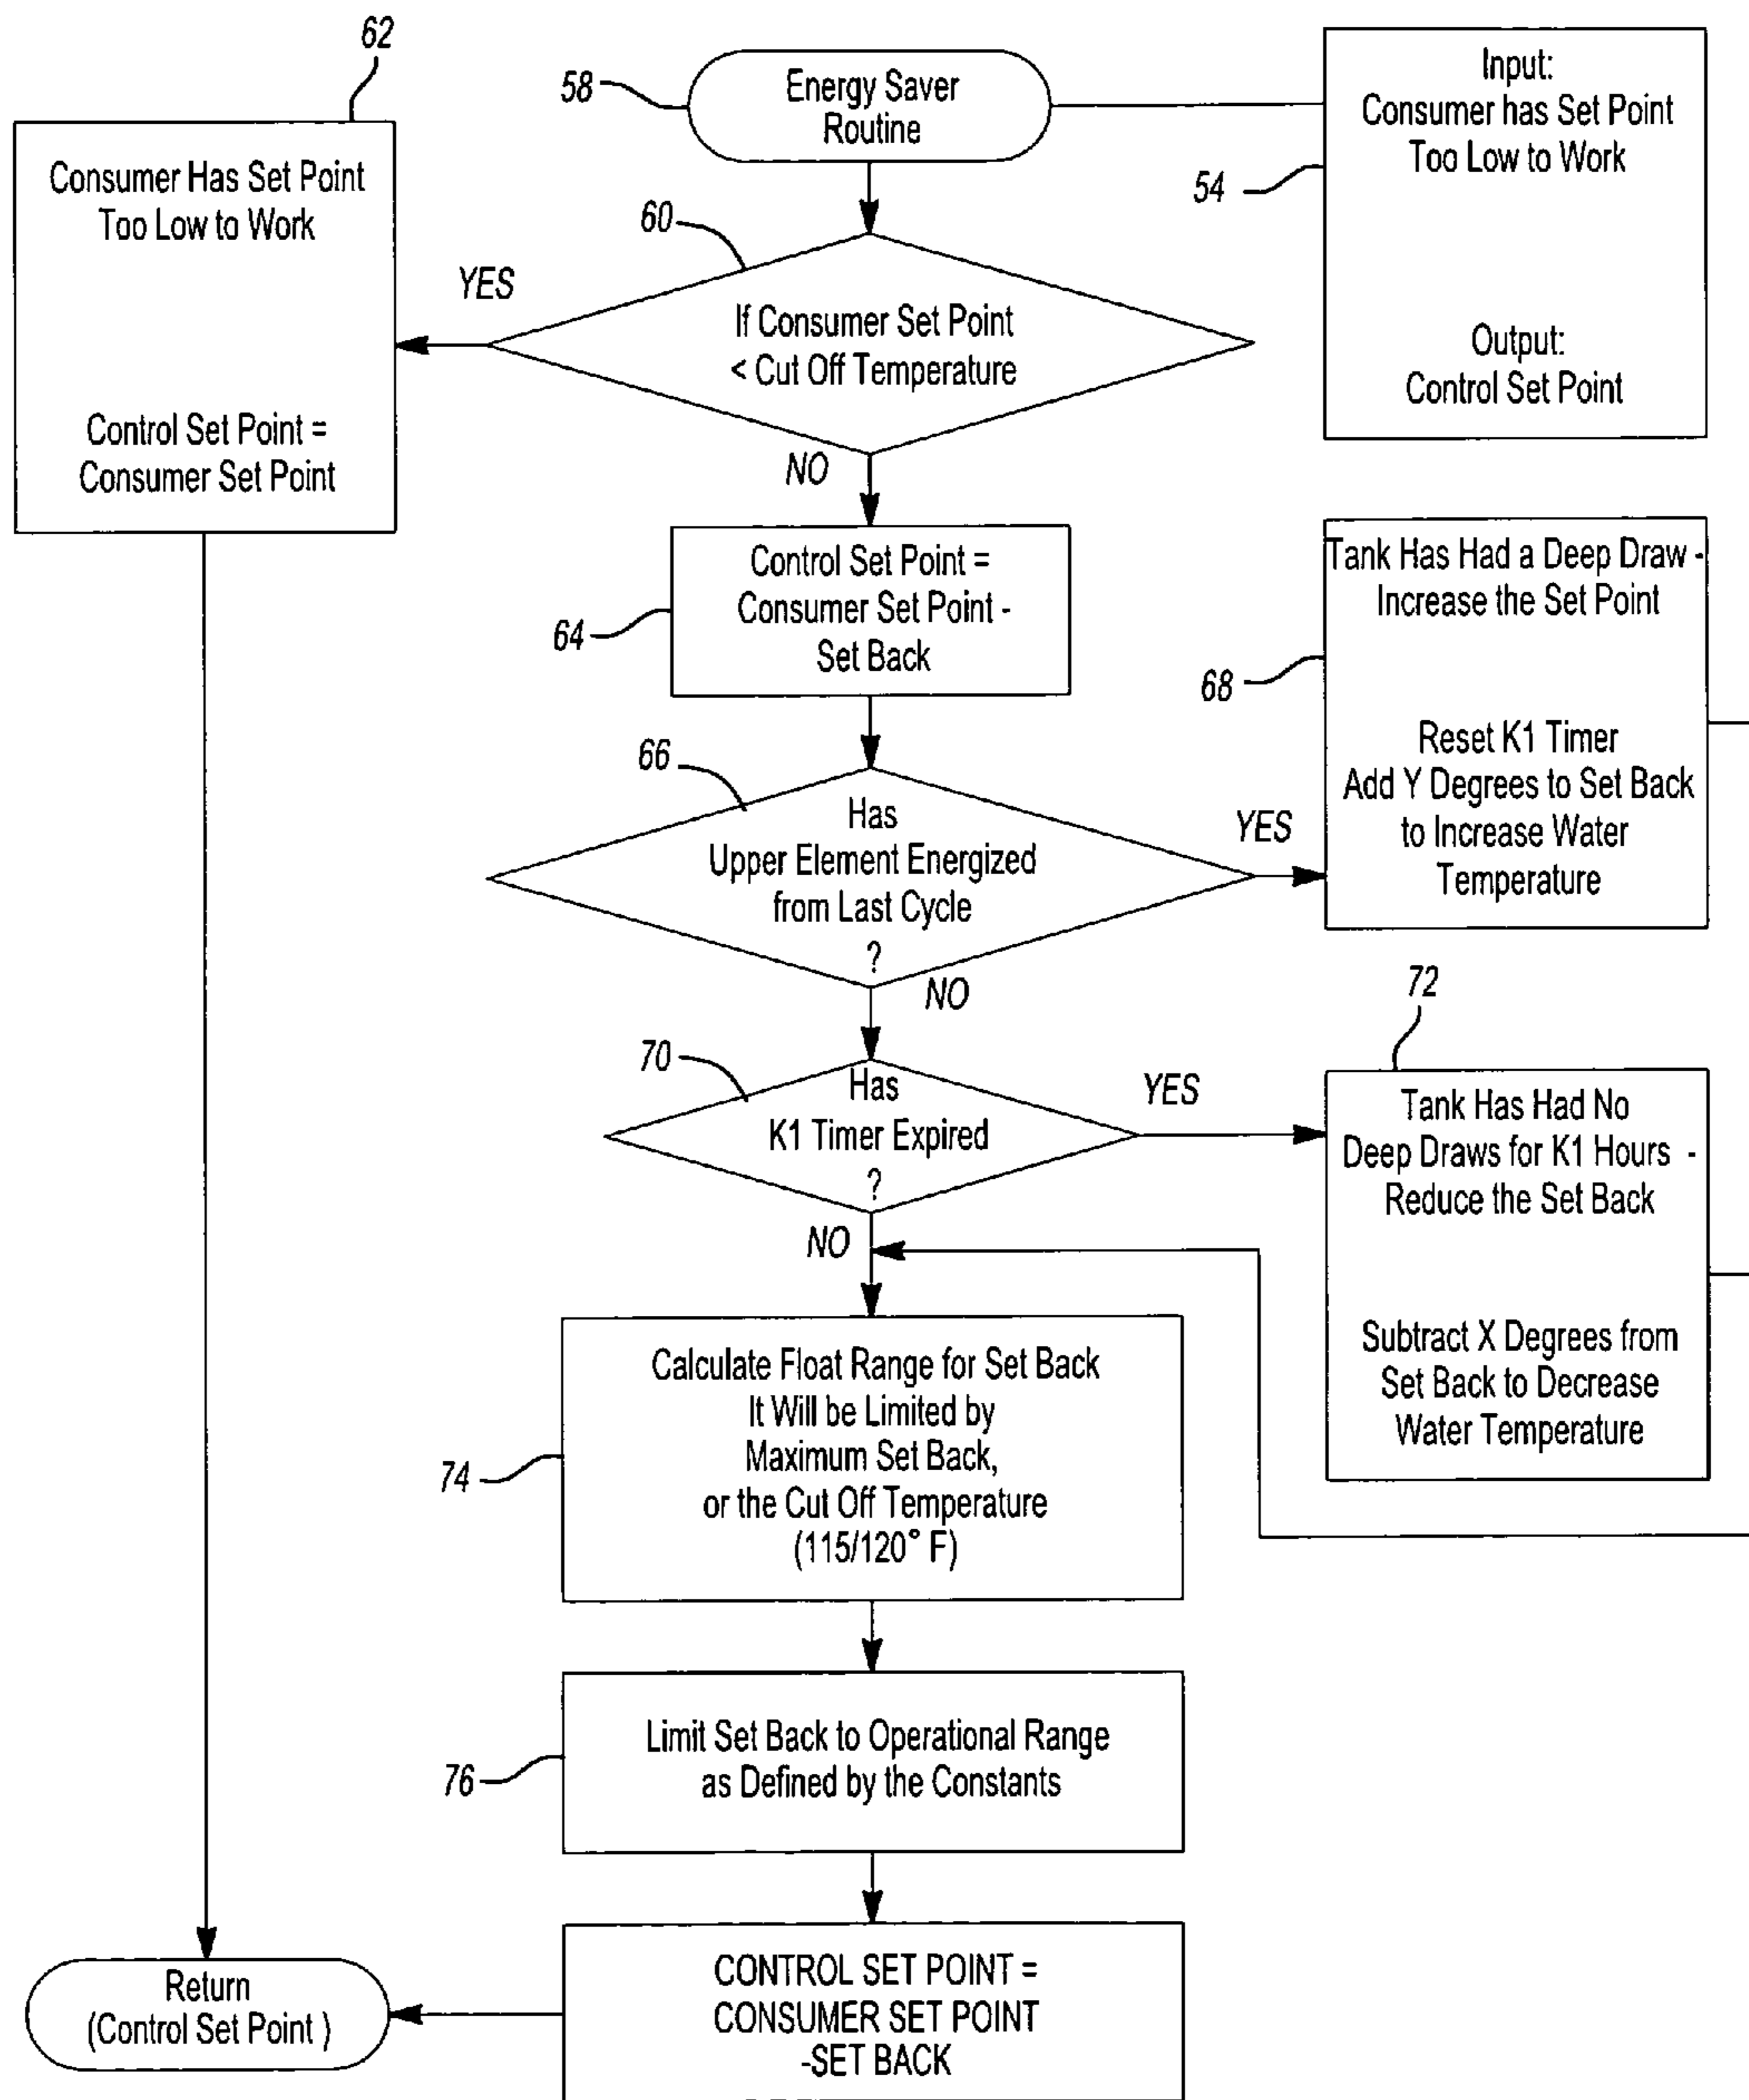 62
58
Energy Saver
Routine
Input:
Consumer has Set Point
Too Low to Work
Output:
Control Set Point
54
Consumer Has Set Point
Too Low to Work
Control Set Point =
Consumer Set Point
60
YES
If Consumer Set Point
< Cut Off Temperature
NO
64
Control Set Point =
Consumer Set Point -
Set Back
68
Tank Has Had a Deep Draw -
Increase the Set Point
Reset K1 Timer
Add Y Degrees to Set Back
to Increase Water
Temperature
66
Has
Upper Element Energized
from Last Cycle
?
YES
NO
70
Has
K1 Timer Expired
?
YES
NO
72
Tank Has Had No
Deep Draws for K1 Hours -
Reduce the Set Back
Subtract X Degrees from
Set Back to Decrease
Water Temperature
74
Calculate Float Range for Set Back
It Will be Limited by
Maximum Set Back,
or the Cut Off Temperature
(115/120° F)
76
Limit Set Back to Operational Range
as Defined by the Constants
CONTROL SET POINT =
CONSUMER SET POINT
-SET BACK
Return
(Control Set Point )